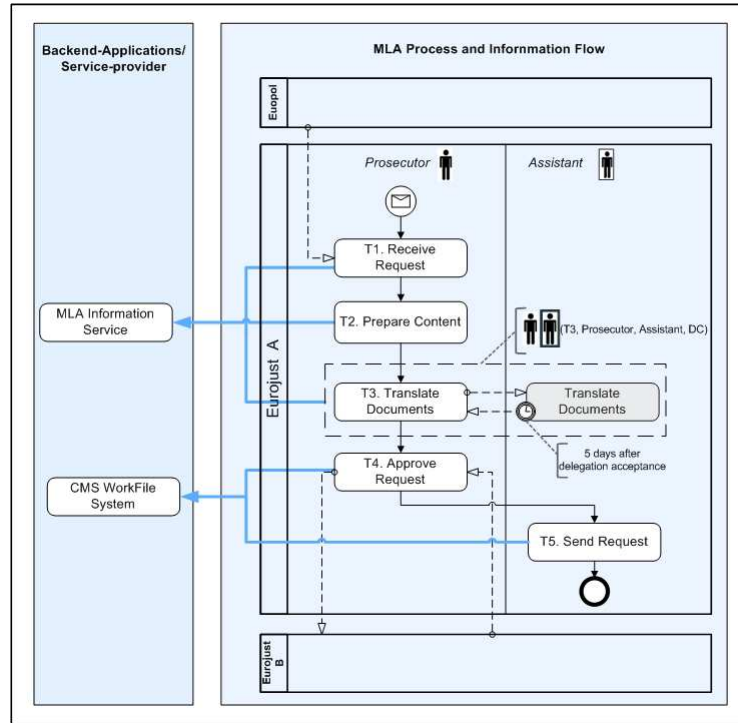 Backend-Applications/
Service-provider
MLA Process and Infornmation Flow
Euopol
Eurojust A
Prosecutor
Assistant
T1. Receive
Request
MLA Information
Service
T2. Prepare Content
(T3, Prosecutor, Assistant, DC)
T3. Translate
Documents
Translate
Documents
5 days after
delegation acceptance
T4. Approve
Request
CMS WorkFile
System
T5. Send Request
Eurojust
B